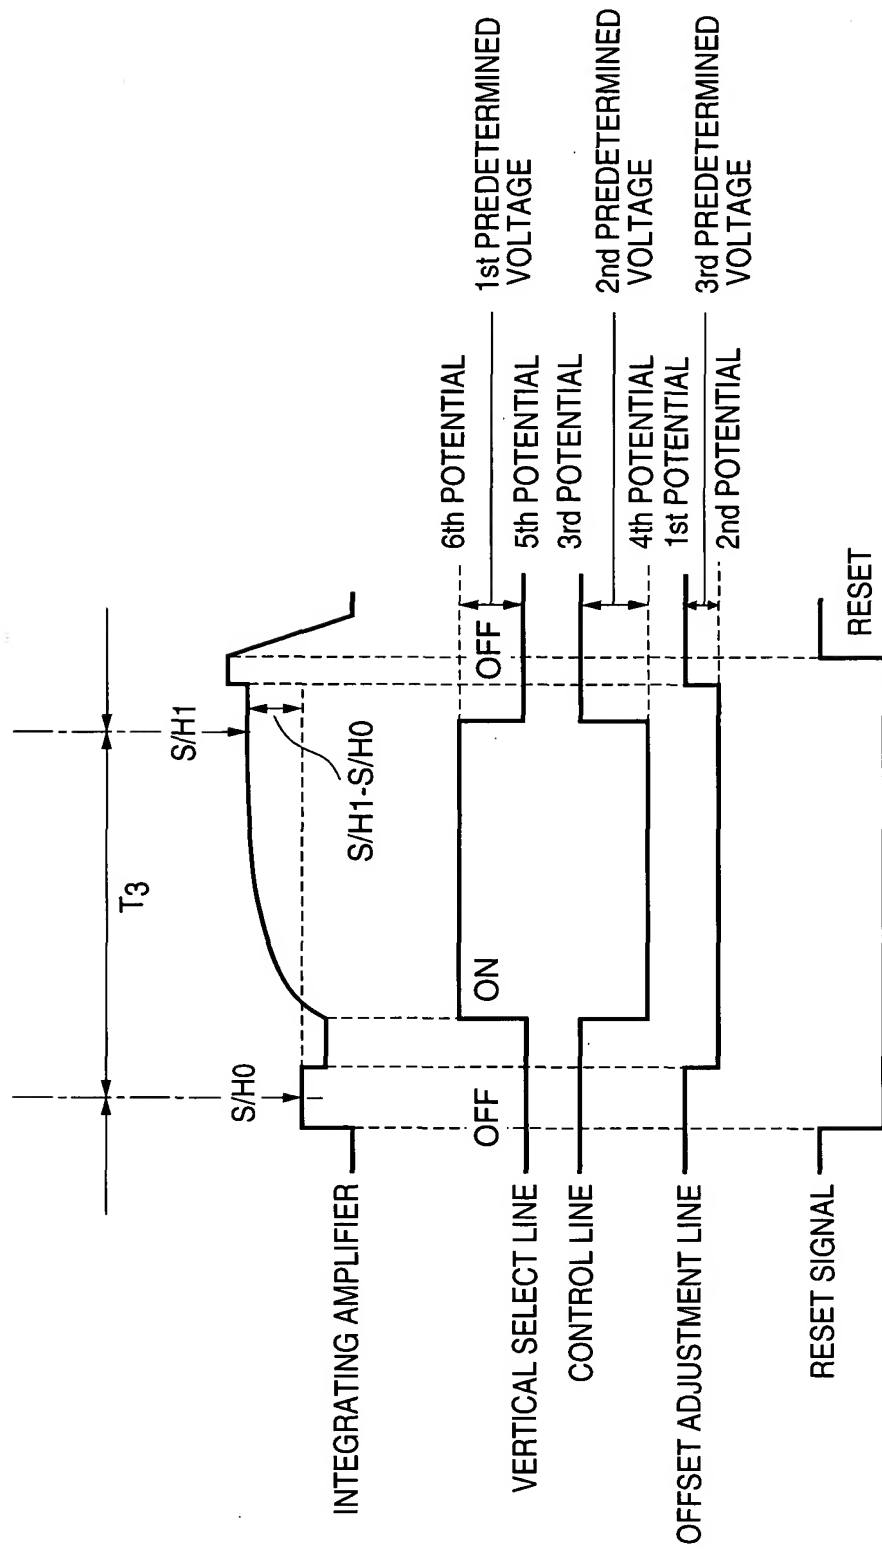 T3
S/H0
S/H1
S/H1-S/H0
INTEGRATING AMPLIFIER
VERTICAL SELECT LINE
OFF
ON
OFF
6th POTENTIAL
1st PREDETERMINED
VOLTAGE
5th POTENTIAL
CONTROL LINE
3rd POTENTIAL
2nd PREDETERMINED
VOLTAGE
4th POTENTIAL
OFFSET ADJUSTMENT LINE
1st POTENTIAL
3rd PREDETERMINED
VOLTAGE
2nd POTENTIAL
RESET SIGNAL
RESET